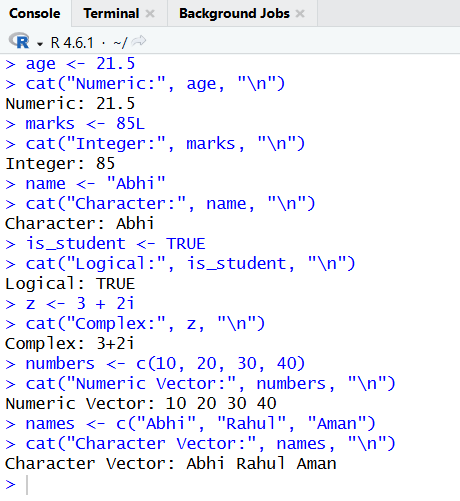 Console Terminal Background Jobs
R 4.6.1 · ~/
> age <- 21.5
> cat("Numeric:", age, "\n")
Numeric: 21.5
> marks <- 85L
> cat("Integer:", marks, "\n")
Integer: 85
> name <- "Abhi"
> cat("Character:", name, "\n")
Character: Abhi
> is_student <- TRUE
> cat("Logical:", is_student, "\n")
Logical: TRUE
> z <- 3 + 2i
> cat("Complex:", z, "\n")
Complex: 3+2i
> numbers <- c(10, 20, 30, 40)
> cat("Numeric Vector:", numbers, "\n")
Numeric Vector: 10 20 30 40
> names <- c("Abhi", "Rahul", "Aman")
> cat("Character Vector:", names, "\n")
Character Vector: Abhi Rahul Aman
>